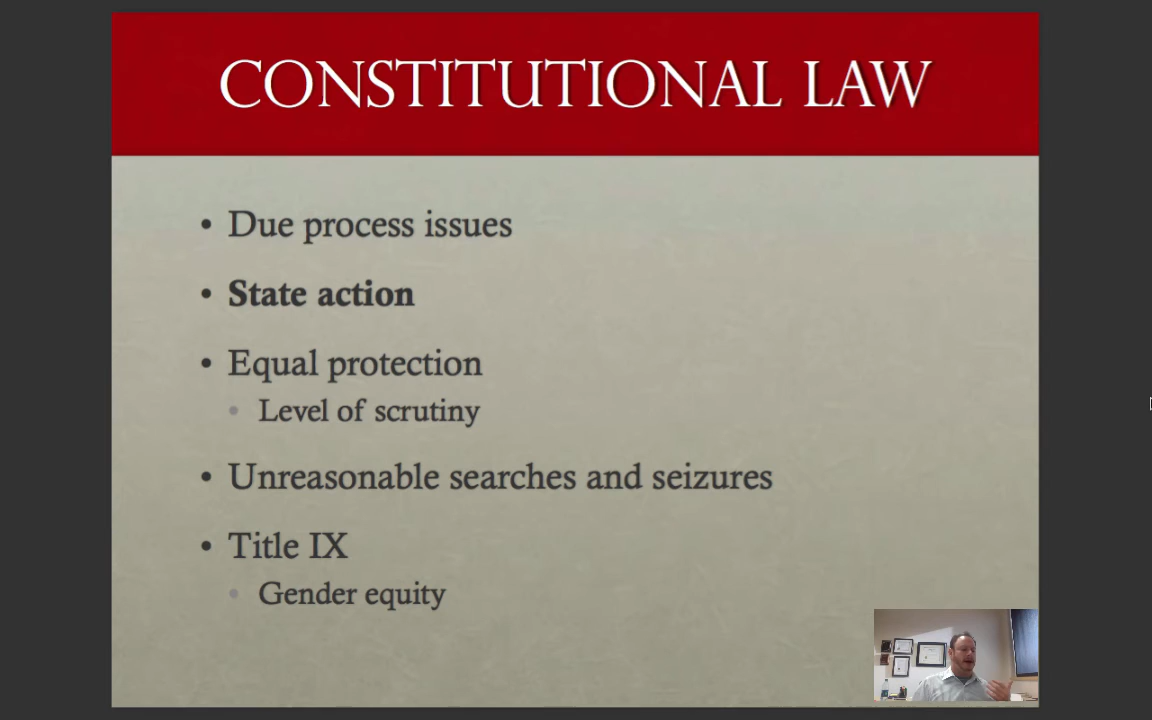 CONSTITUTIONAL LAW
• Due process issues
• State action
• Equal protection
• Level of scrutiny
• Unreasonable searches and seizures
• Title IX
• Gender equity